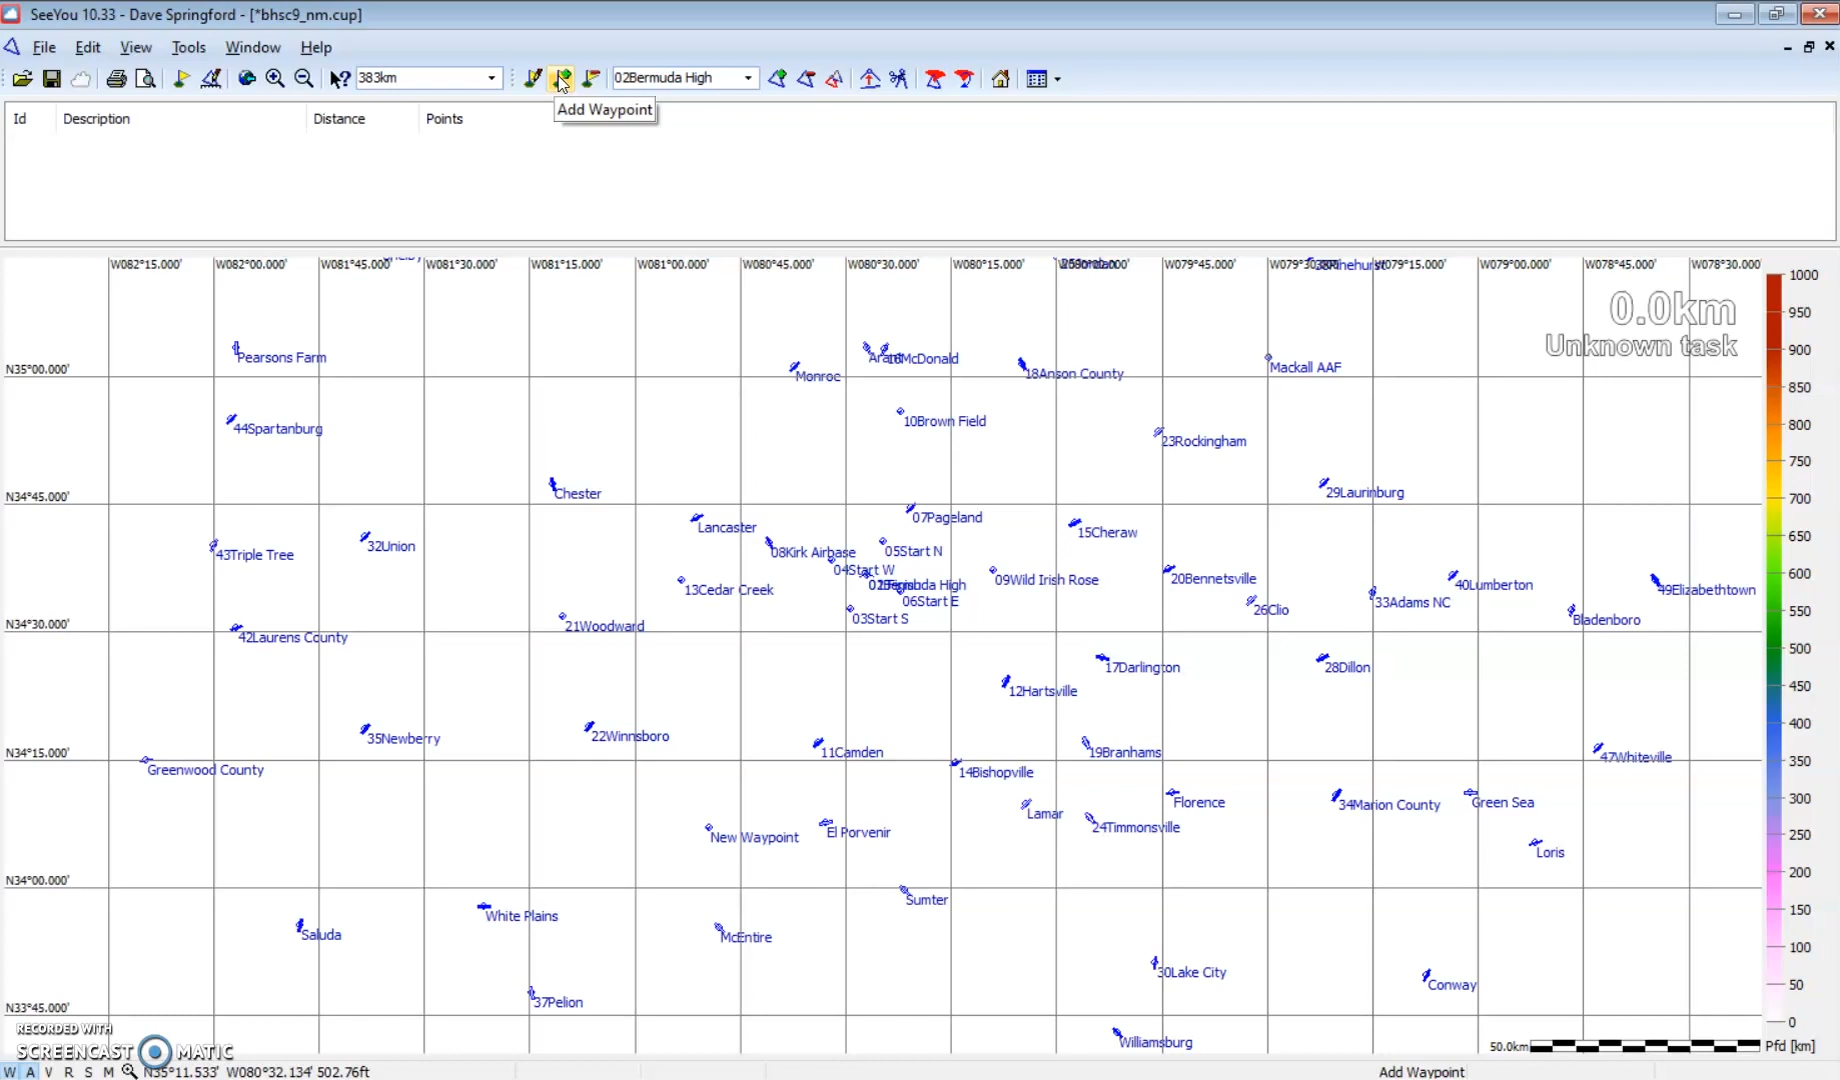 SeeYou 10.33 - Dave Springford - [*bhsc9_nm.cup]
File Edit View Tools Window Help
383km 02Bermuda High
Add Waypoint
Id Description Distance Points
W082°15.000' W082°00.000' W081°45.000' W081°30.000' W081°15.000' W081°00.000' W080°45.000' W080°30.000' W080°15.000' W079°45.000' W079°15.000' W079°00.000' W078°45.000' W078°30.000'
1000
0.0km
Unknown task
950
900
850
800
750
700
650
600
550
500
450
400
350
300
250
200
150
100
50
0
Pearsons Farm
16McDonald
Monroe
18Anson County
Mackall AAF
N35°00.000'
10Brown Field
44Spartanburg
23Rockingham
Chester
29Laurinburg
N34°45.000'
07Pageland
Lancaster
15Cheraw
32Union
05Start N
08Kirk Airbase
43Triple Tree
04Start W
09Wild Irish Rose
20Bennetsville
40Lumberton
13Cedar Creek
49Elizabethtown
06Start E
33Adams NC
26Clio
03Start S
Bladenboro
21Woodward
N34°30.000'
42Laurens County
17Darlington
28Dillon
12Hartsville
22Winnsboro
35Newberry
11Camden
19Branhams
N34°15.000'
47Whiteville
Greenwood County
14Bishopville
Florence
34Marion County
Green Sea
Lamar
24Timmonsville
El Porvenir
New Waypoint
Loris
N34°00.000'
Sumter
White Plains
Saluda
McEntire
30Lake City
Conway
37Pelion
N33°45.000'
Williamsburg
50.0km Pfd [km]
RECORDED WITH
SCREENCAST MATIC
W A V R S M N35°11.533' W080°32.134' 502.76ft Add Waypoint